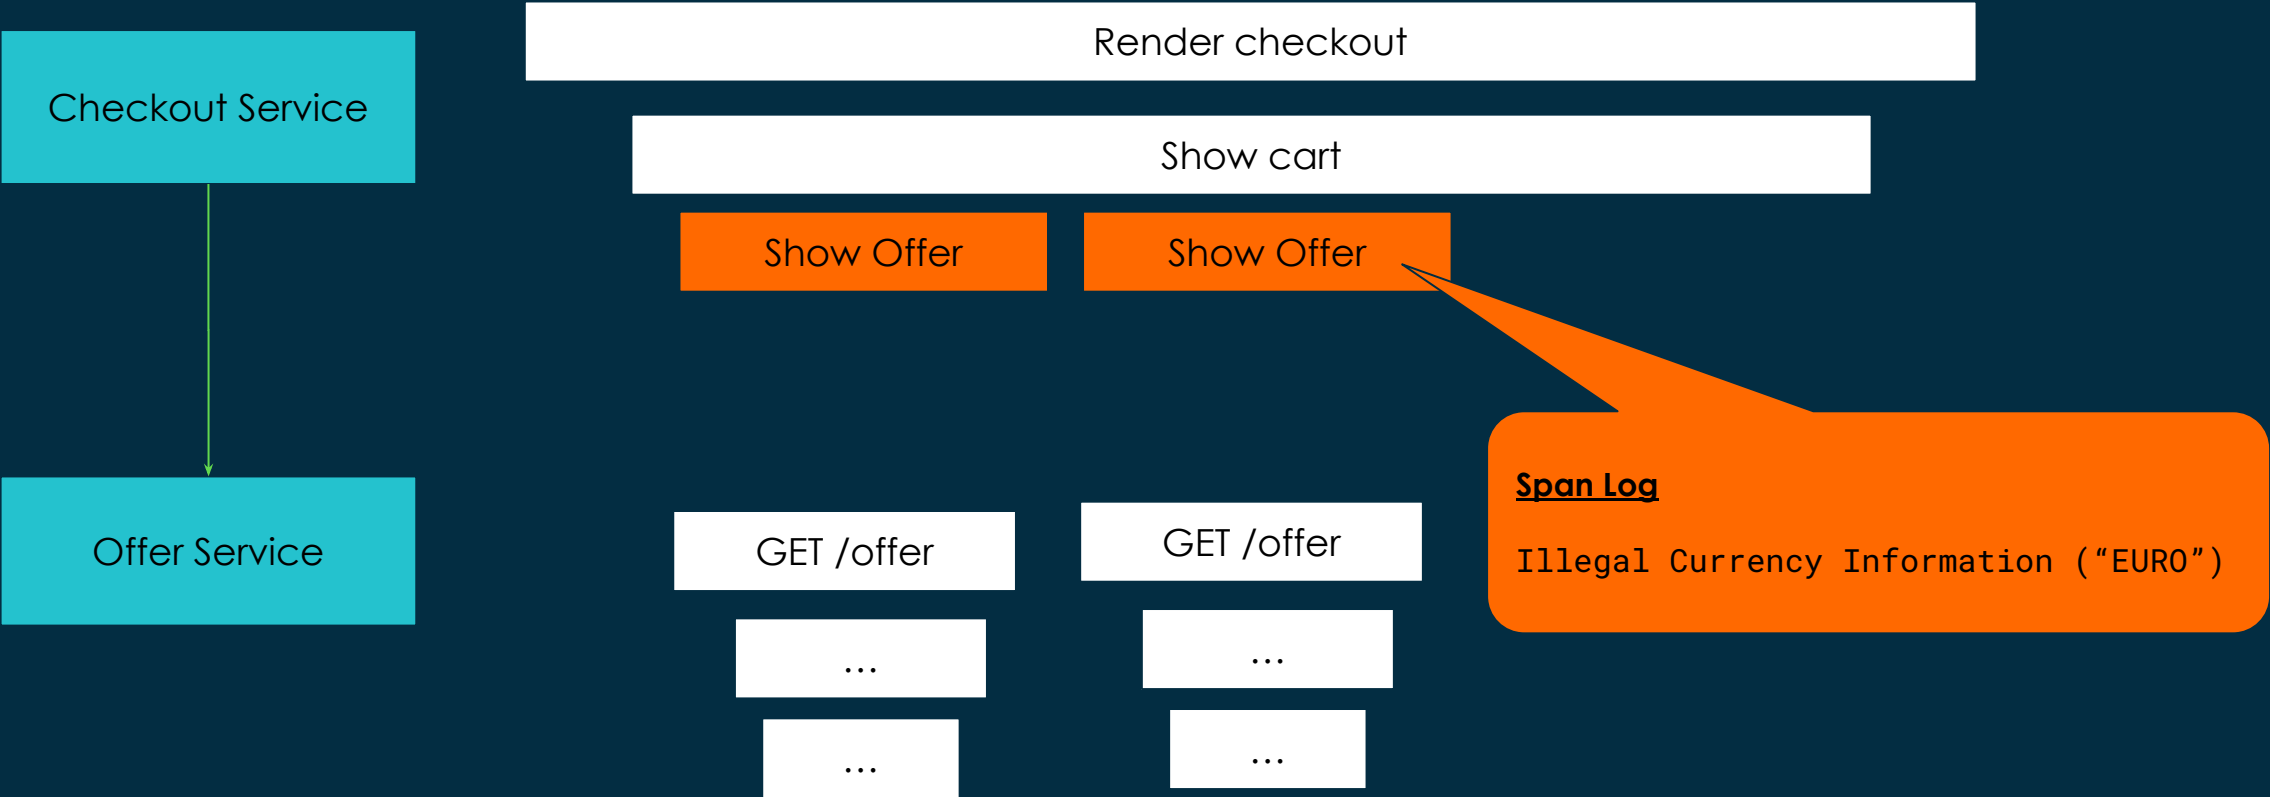 Render checkout
Checkout Service
Show cart
Show Offer
Show Offer
Span Log
Illegal Currency Information (“EURO”)
Offer Service
GET /offer
GET /offer
...
...
...
...